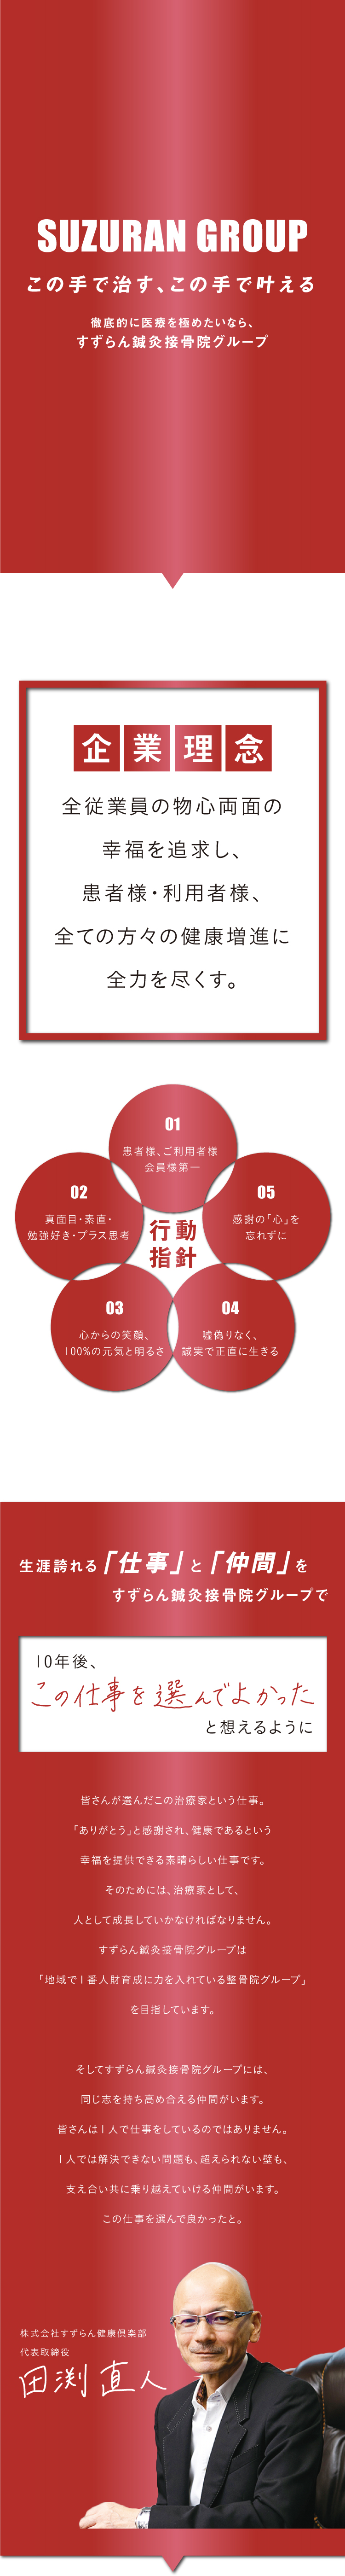 SUZURAN GROUP
この手で治す、この手で叶える
徹底的に医療を極めたいなら、
すずらん鍼灸接骨院グループ
企業理念
全従業員の物心両面の
幸福を追求し、
患者様・利用者様、
全ての方々の健康増進に
全力を尽くす。
01
患者様、ご利用者様
会員様第一
02
真面目・素直・
勉強好き・プラス思考
05
感謝の「心」を
忘れずに
行動
指針
03
心からの笑顔、
100%の元気と明るさ
04
嘘偽りなく、
誠実で正直に生きる
生涯誇れる「仕事」と「仲間」を
すずらん鍼灸接骨院グループで
10年後、
この仕事を選んでよかった
と想えるように
皆さんが選んだこの治療家という仕事。
「ありがとう」と感謝され、健康であるという
幸福を提供できる素晴らしい仕事です。
そのためには、治療家として、
人として成長していかなければなりません。
すずらん鍼灸接骨院グループは
「地域で1番人財育成に力を入れている整骨院グループ」
を目指しています。
そしてすずらん鍼灸接骨院グループには、
同じ志を持ち高め合える仲間がいます。
皆さんは1人で仕事をしているのではありません。
1人では解決できない問題も、超えられない壁も、
支え合い共に乗り越えていける仲間がいます。
この仕事を選んで良かったと。
株式会社すずらん健康倶楽部
代表取締役
田渕直人